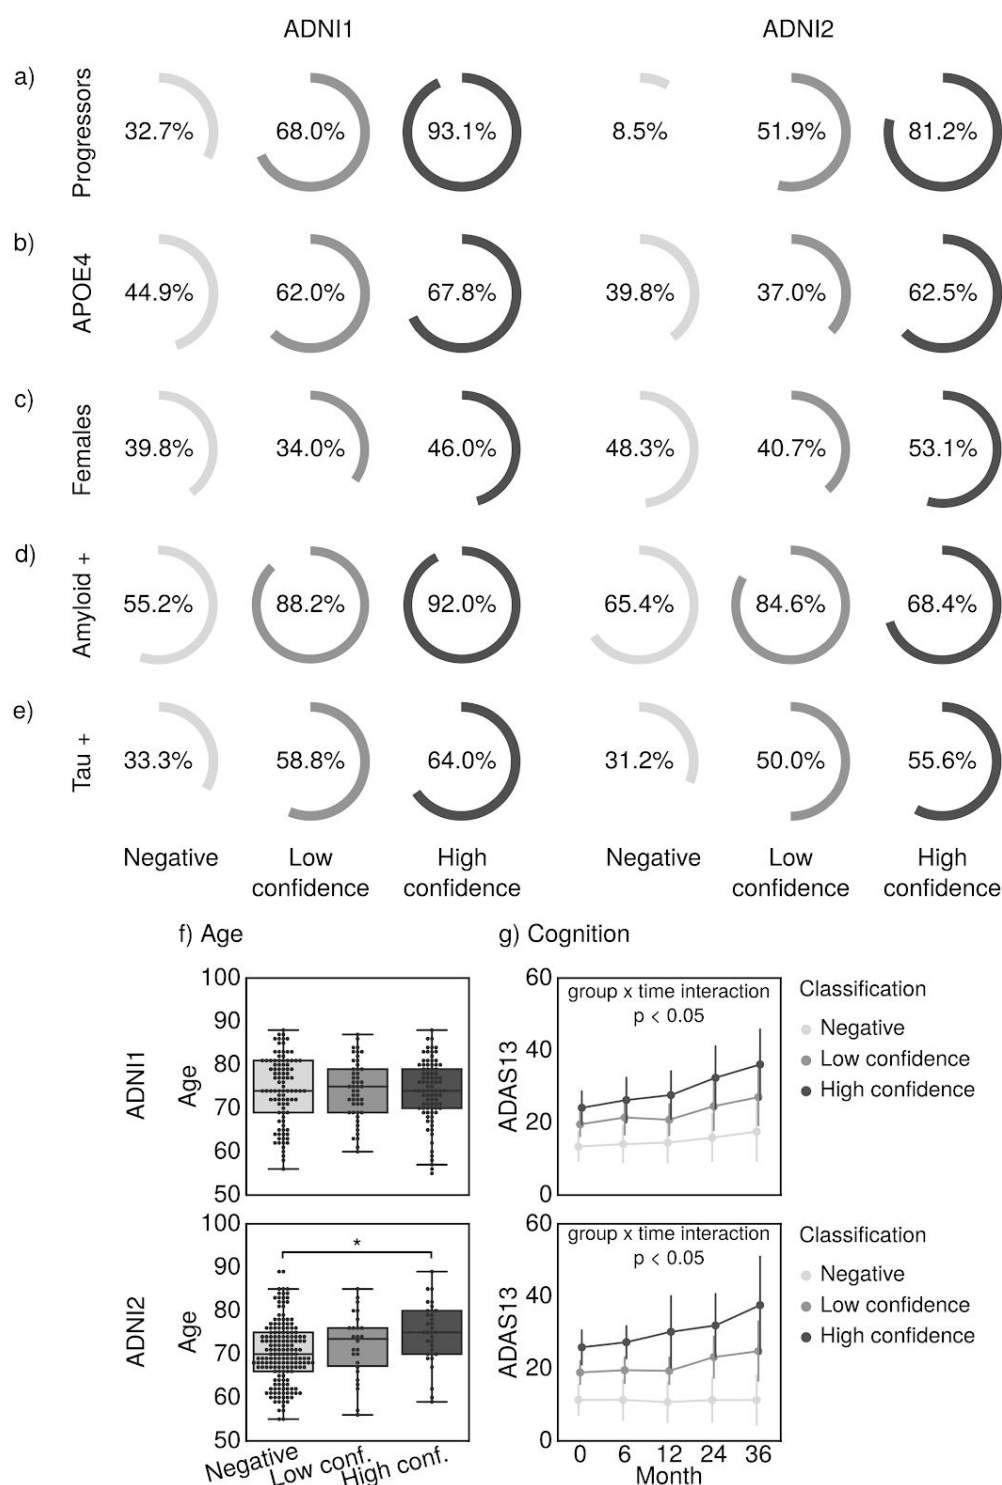 ADNI1 ADNI2
a) Progressors 32.7% 68.0% 93.1% 8.5% 51.9% 81.2%
b) APOE4 44.9% 62.0% 67.8% 39.8% 37.0% 62.5%
c) Females 39.8% 34.0% 46.0% 48.3% 40.7% 53.1%
d) Amyloid + 55.2% 88.2% 92.0% 65.4% 84.6% 68.4%
e) Tau + 33.3% 58.8% 64.0% 31.2% 50.0% 55.6%
Negative Low High Negative Low High
confidence confidence confidence confidence
f) Age g) Cognition
ADNI1
Age
100
90
80
70
60
50
ADAS13
60
40
20
0
group x time interaction
p < 0.05
Classification
Negative
Low confidence
High confidence
ADNI2
Age
100
90
80
70
60
50
*
Negative Low conf. High conf.
ADAS13
60
40
20
0
group x time interaction
p < 0.05
0 6 12 24 36
Month
Classification
Negative
Low confidence
High confidence